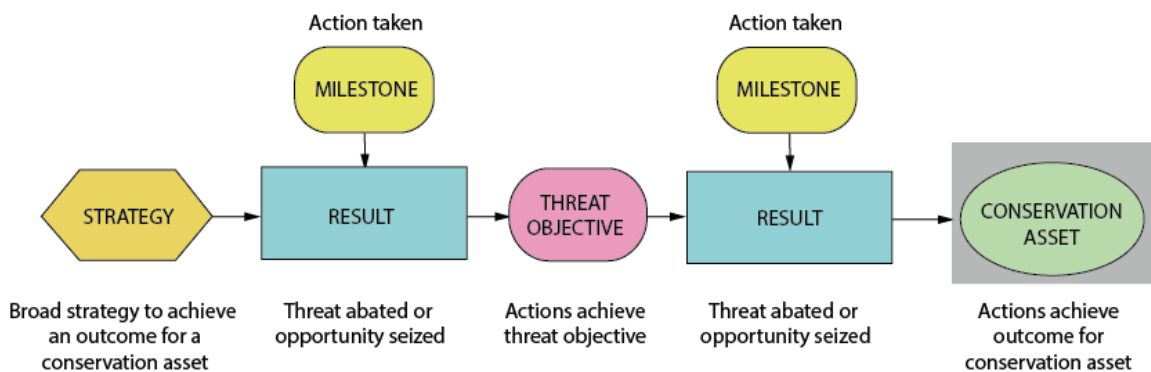 Action taken
Action taken
MILESTONE
MILESTONE
STRATEGY
RESULT
THREAT
OBJECTIVE
RESULT
CONSERVATION
ASSET
Broad strategy to achieve
an outcome for a
conservation asset
Threat abated or
opportunity seized
Actions achieve
threat objective
Threat abated or
opportunity seized
Actions achieve
outcome for
conservation asset